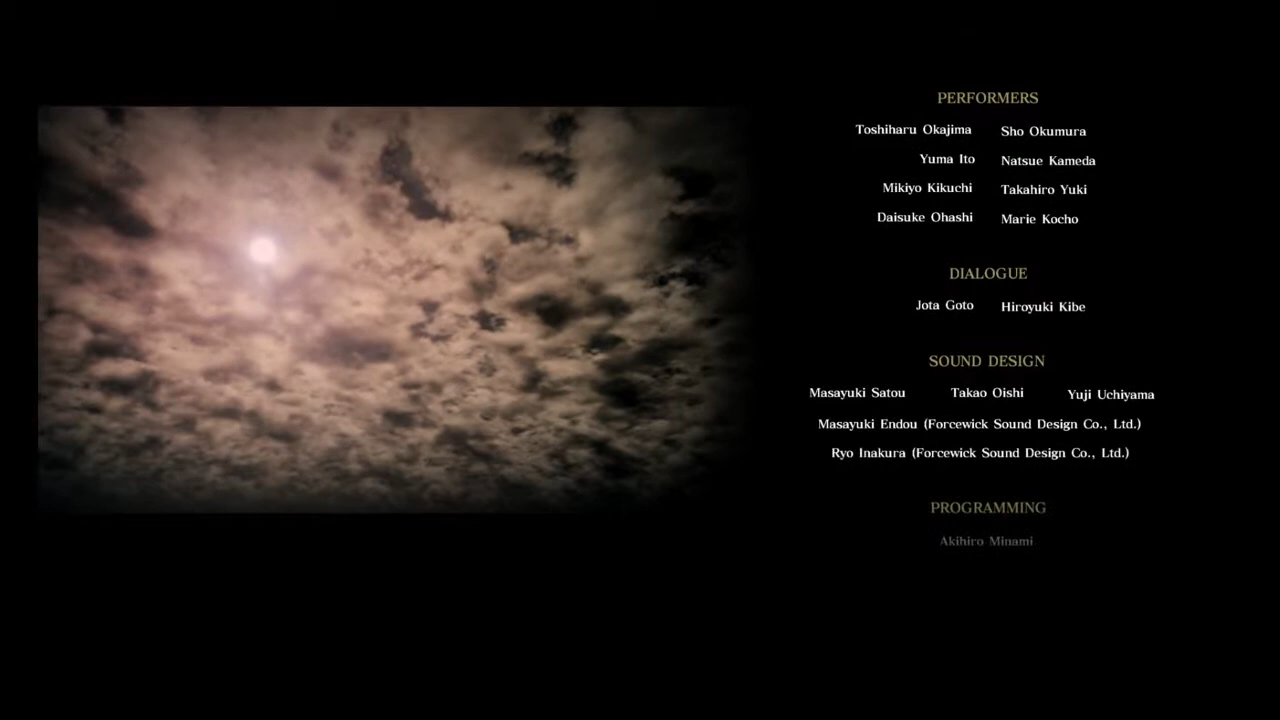 PERFORMERS
Toshiharu Okajima Sho Okumura
Yuma Ito Natsue Kameda
Mikiyo Kikuchi Takahiro Yuki
Daisuke Ohashi Marie Kocho
DIALOGUE
Jota Goto Hiroyuki Kibe
SOUND DESIGN
Masayuki Satou Takao Oishi Yuji Uchiyama
Masayuki Endou (Forcewick Sound Design Co., Ltd.)
Ryo Inakura (Forcewick Sound Design Co., Ltd.)
PROGRAMMING
Akihiro Minami